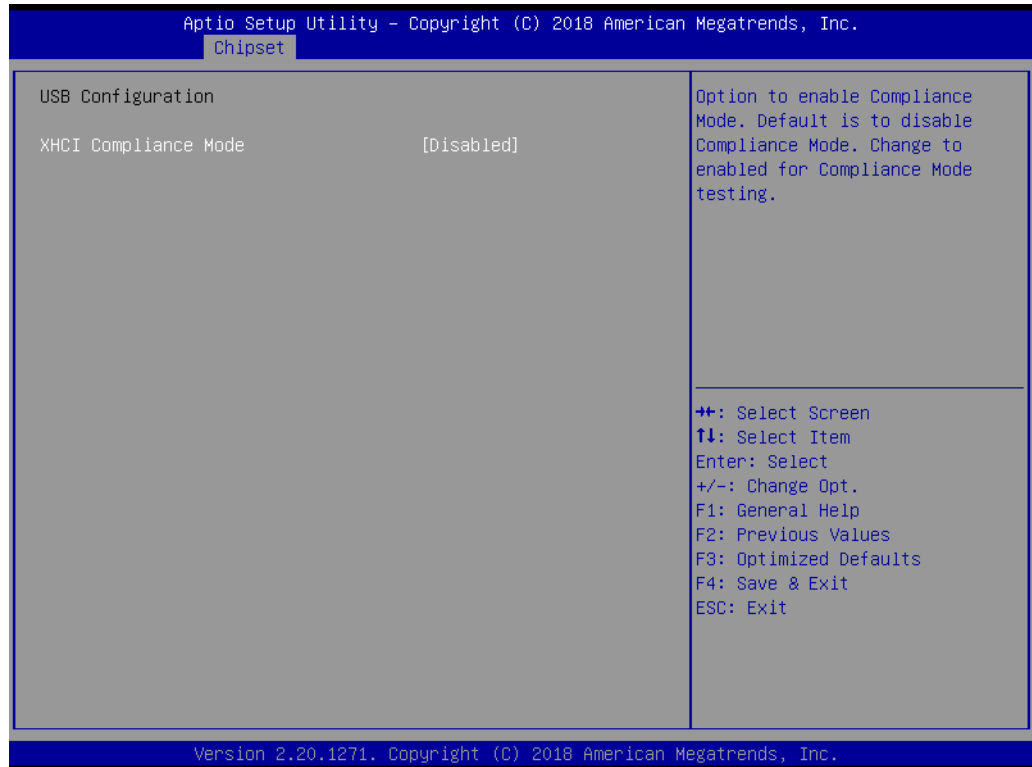 Aptio Setup Utility – Copyright (C) 2018 American Megatrends, Inc.
Chipset
USB Configuration
XHCI Compliance Mode [Disabled]
Option to enable Compliance
Mode. Default is to disable
Compliance Mode. Change to
enabled for Compliance Mode
testing.
→←: Select Screen
↑↓: Select Item
Enter: Select
+/-: Change Opt.
F1: General Help
F2: Previous Values
F3: Optimized Defaults
F4: Save & Exit
ESC: Exit
Version 2.20.1271. Copyright (C) 2018 American Megatrends, Inc.